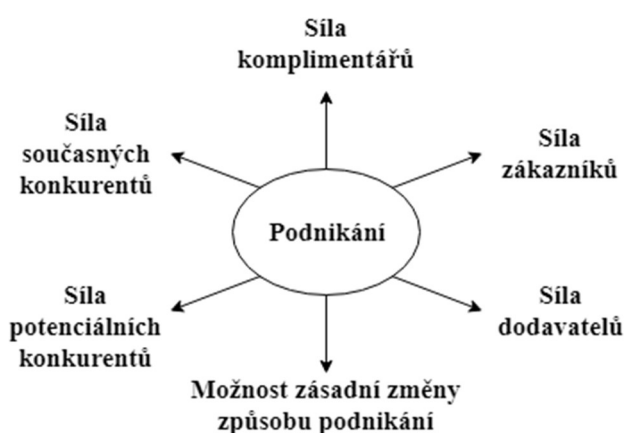 Síla
komplimentářů
Síla
současných
konkurentů
Síla
zákazníků
Podnikání
Síla
potenciálních
konkurentů
Síla
dodavatelů
Možnost zásadní změny
způsobu podnikání